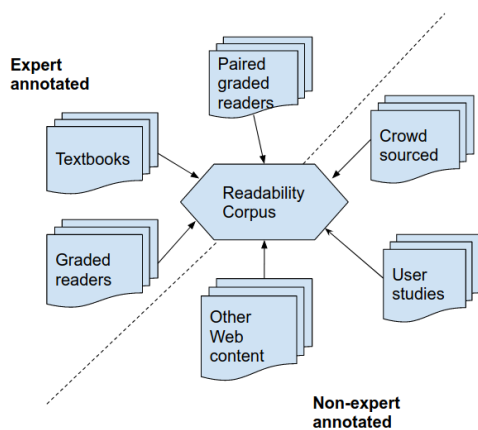 Expert
annotated
Paired
graded
readers
Textbooks
Crowd
sourced
Readability
Corpus
Graded
readers
User
studies
Other
Web
content
Non-expert
annotated